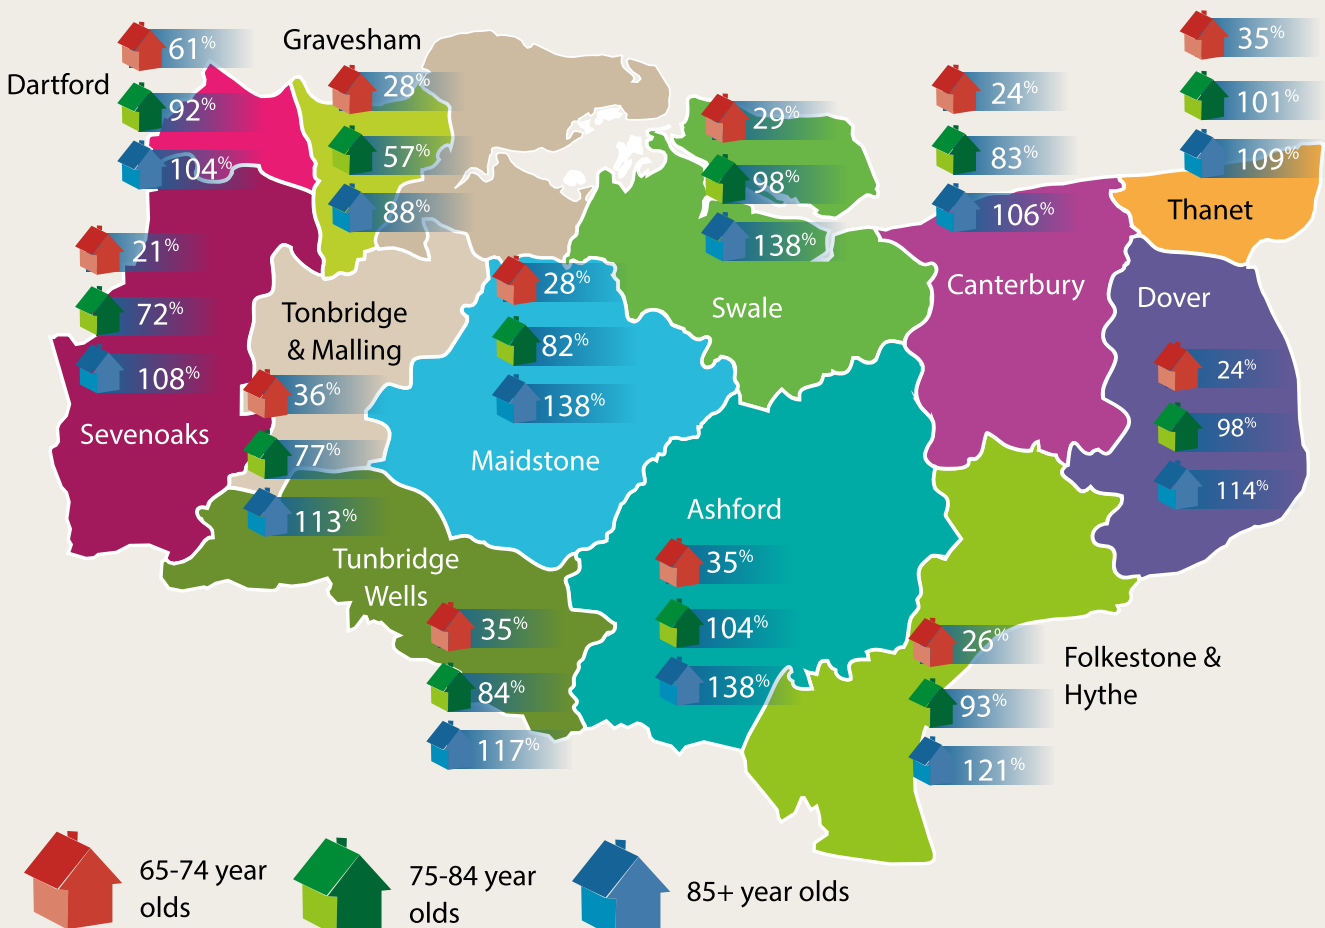 Dartford
61%
92%
104%
Gravesham
28%
57%
88%
29%
98%
138%
Swale
24%
83%
106%
Canterbury
35%
101%
109%
Thanet
21%
72%
108%
Sevenoaks
Tonbridge
& Malling
36%
77%
113%
28%
82%
138%
Maidstone
Dover
24%
98%
114%
Ashford
35%
104%
138%
Tunbridge
Wells
35%
84%
117%
26%
93%
121%
Folkestone &
Hythe
65-74 year
olds
75-84 year
olds
85+ year olds